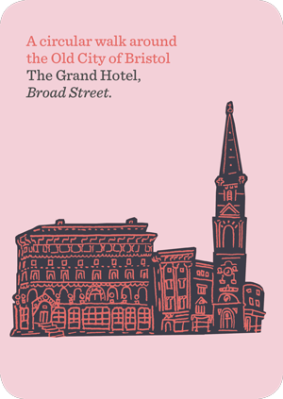 A circular walk around
the Old City of Bristol
The Grand Hotel,
Broad Street.